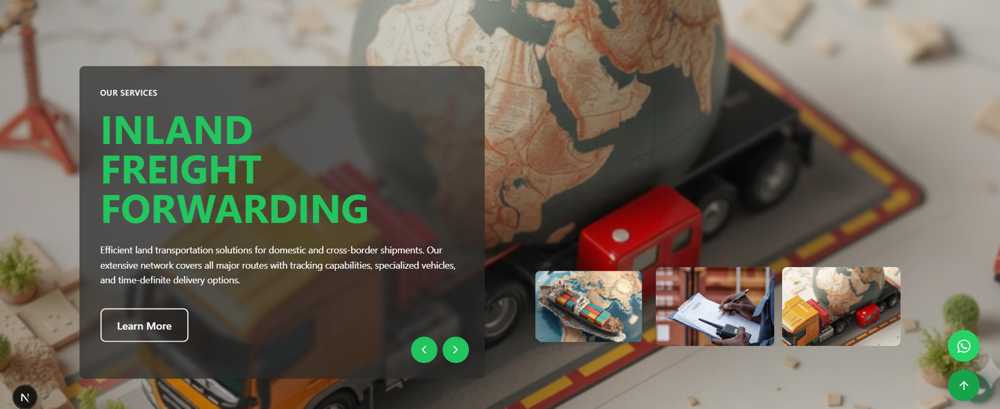 OUR SERVICES
INLAND
FREIGHT
FORWARDING
Efficient land transportation solutions for domestic and cross-border shipments. Our
extensive network covers all major routes with tracking capabilities, specialized vehicles,
and time-definite delivery options.
Learn More
N